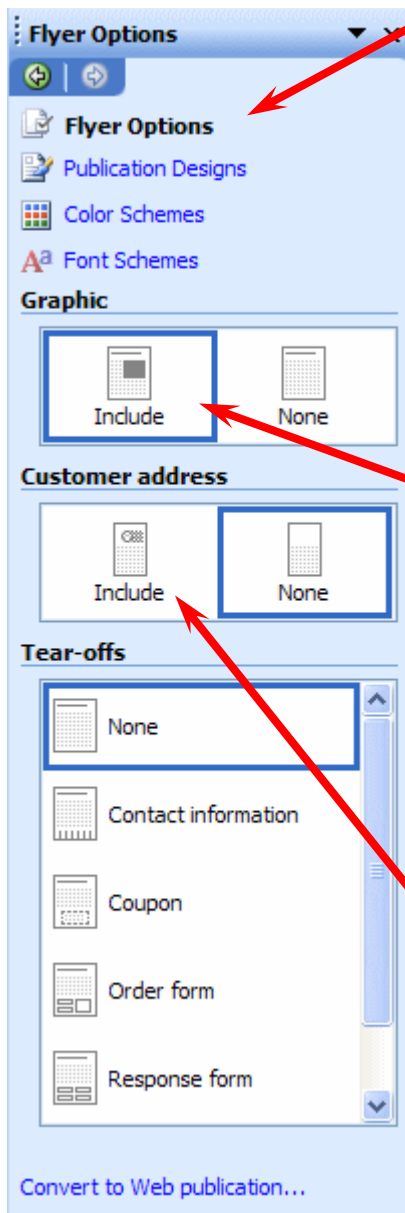 Flyer Options
Flyer Options
Publication Designs
Color Schemes
Aa Font Schemes
Graphic
Include None
Customer address
Include None
Tear-offs
None
Contact information
Coupon
Order form
Response form
Convert to Web publication...